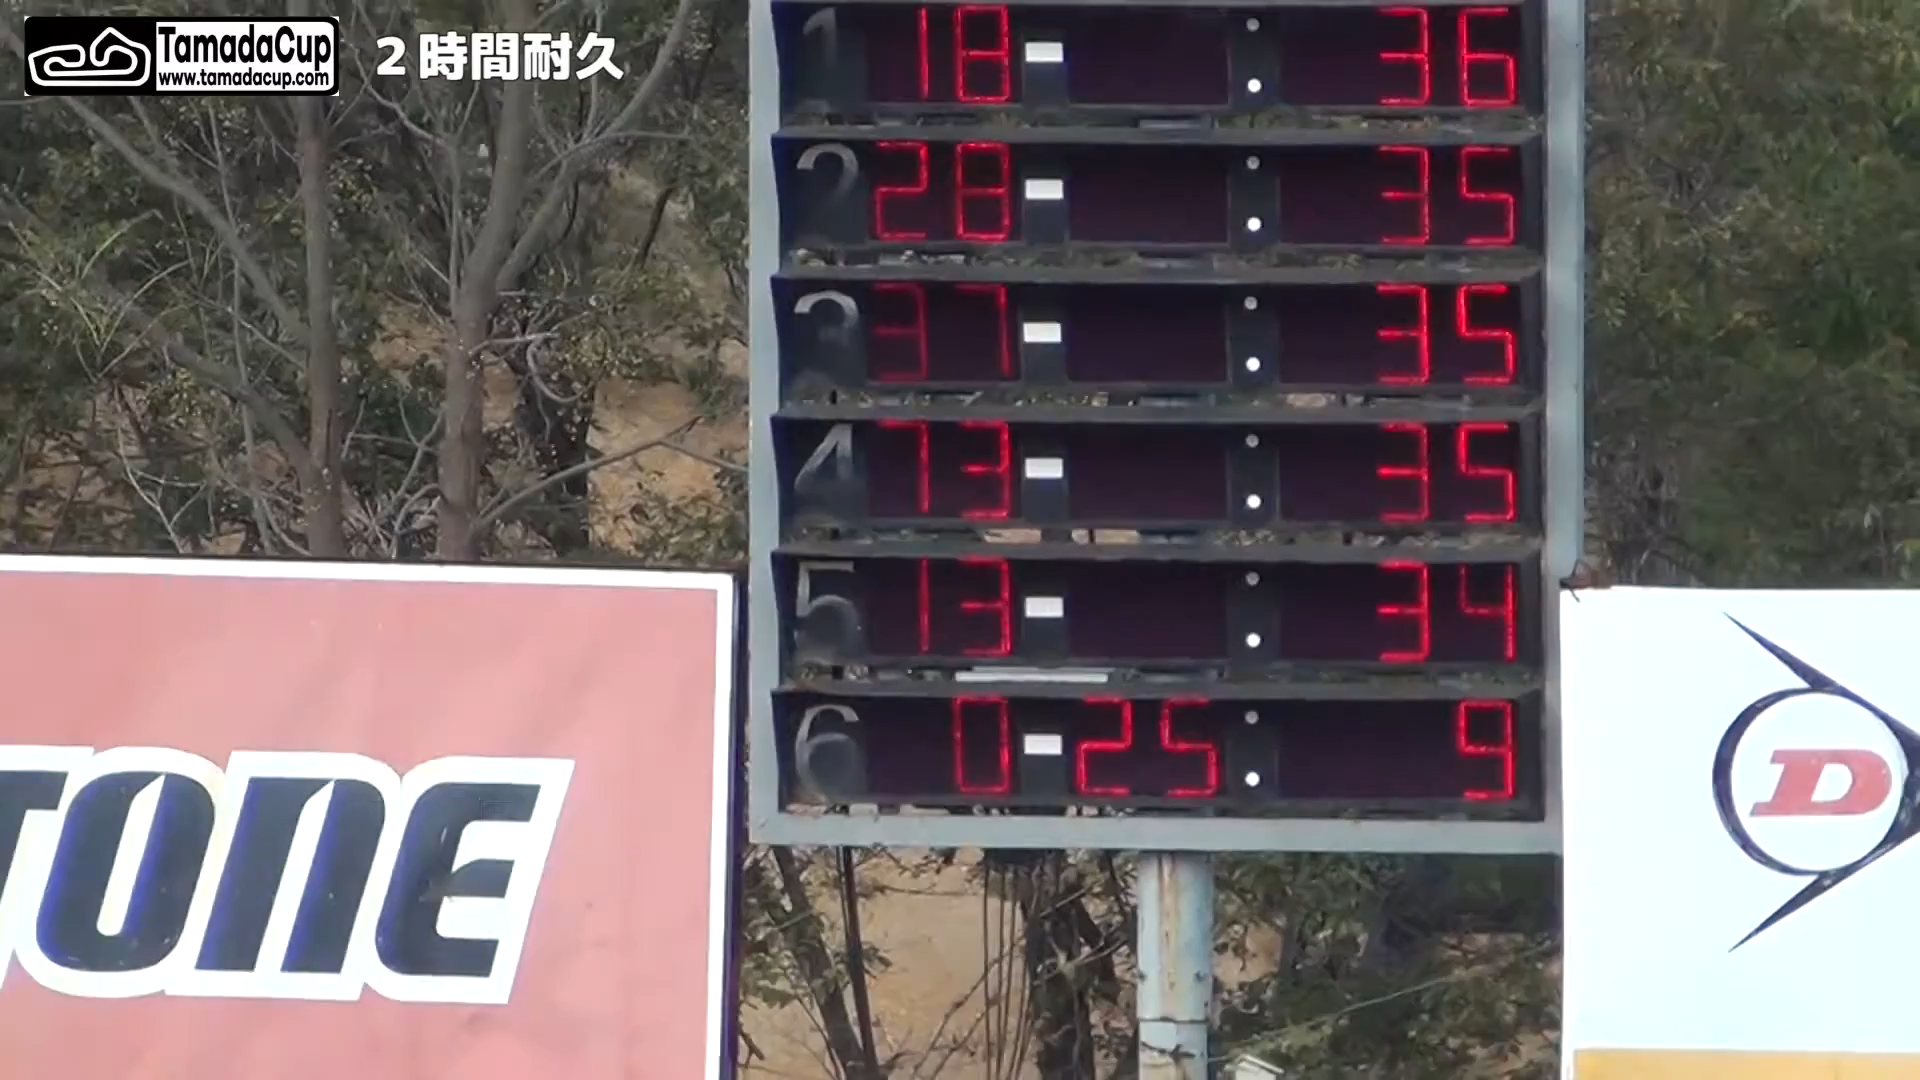 TamadaCup
www.tamadacup.com
２時間耐久
1 18 - : 36
2 28 - : 35
3 37 - : 35
4 73 - : 35
5 13 - : 34
6 0 - 25 : 9
TONE
D